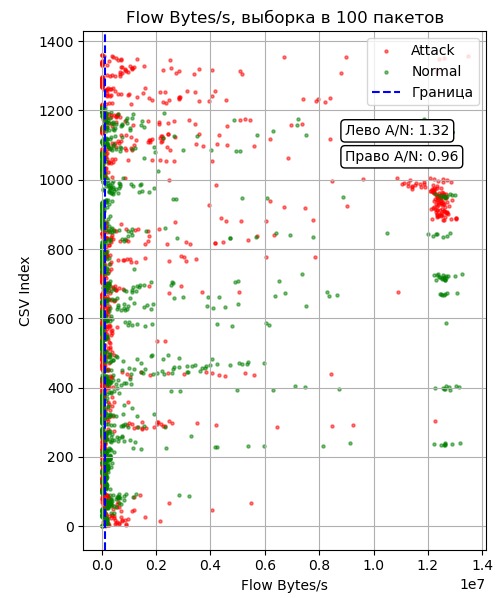 Flow Bytes/s, выборка в 100 пакетов
Attack
Normal
Граница
Лево A/N: 1.32
Право A/N: 0.96
CSV Index
1400
1200
1000
800
600
400
200
0
0.0 0.2 0.4 0.6 0.8 1.0 1.2 1.4
1e7
Flow Bytes/s